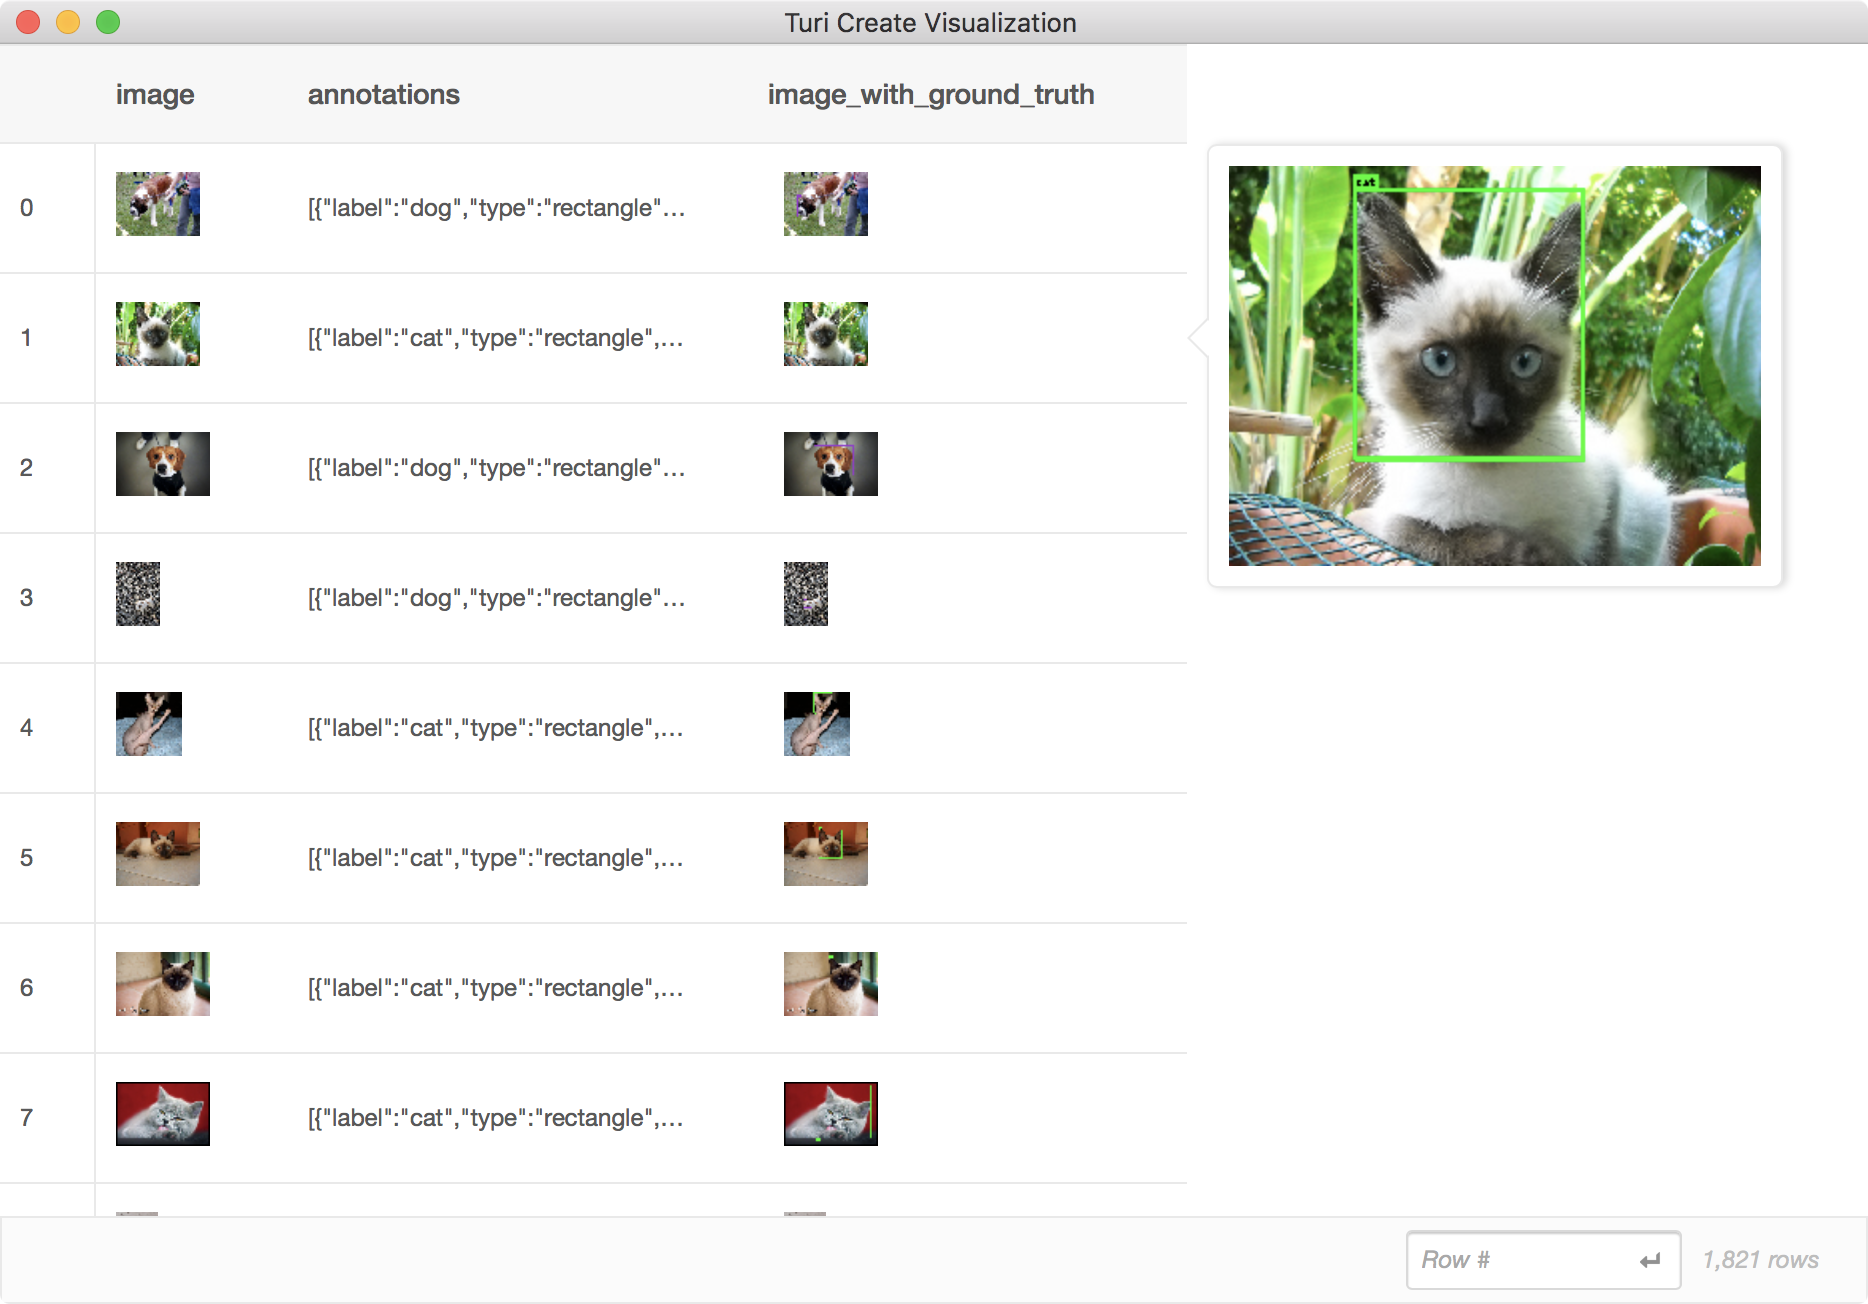 Turi Create Visualization
image annotations image_with_ground_truth
0 [{"label":"dog","type":"rectangle"...
1 [{"label":"cat","type":"rectangle",...
cat
2 [{"label":"dog","type":"rectangle"...
3 [{"label":"dog","type":"rectangle"...
4 [{"label":"cat","type":"rectangle",...
5 [{"label":"cat","type":"rectangle",...
6 [{"label":"cat","type":"rectangle",...
7 [{"label":"cat","type":"rectangle",...
Row # 1,821 rows